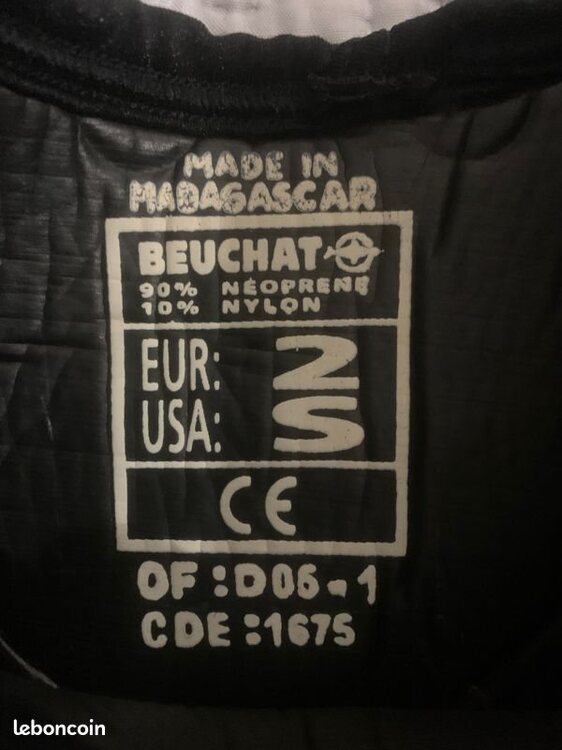 MADE IN
MADAGASCAR
BEUCHAT
90% NÉOPRENE
10% NYLON
EUR: 2
USA: S
CE
OF :D06-1
CDE :1675
leboncoin